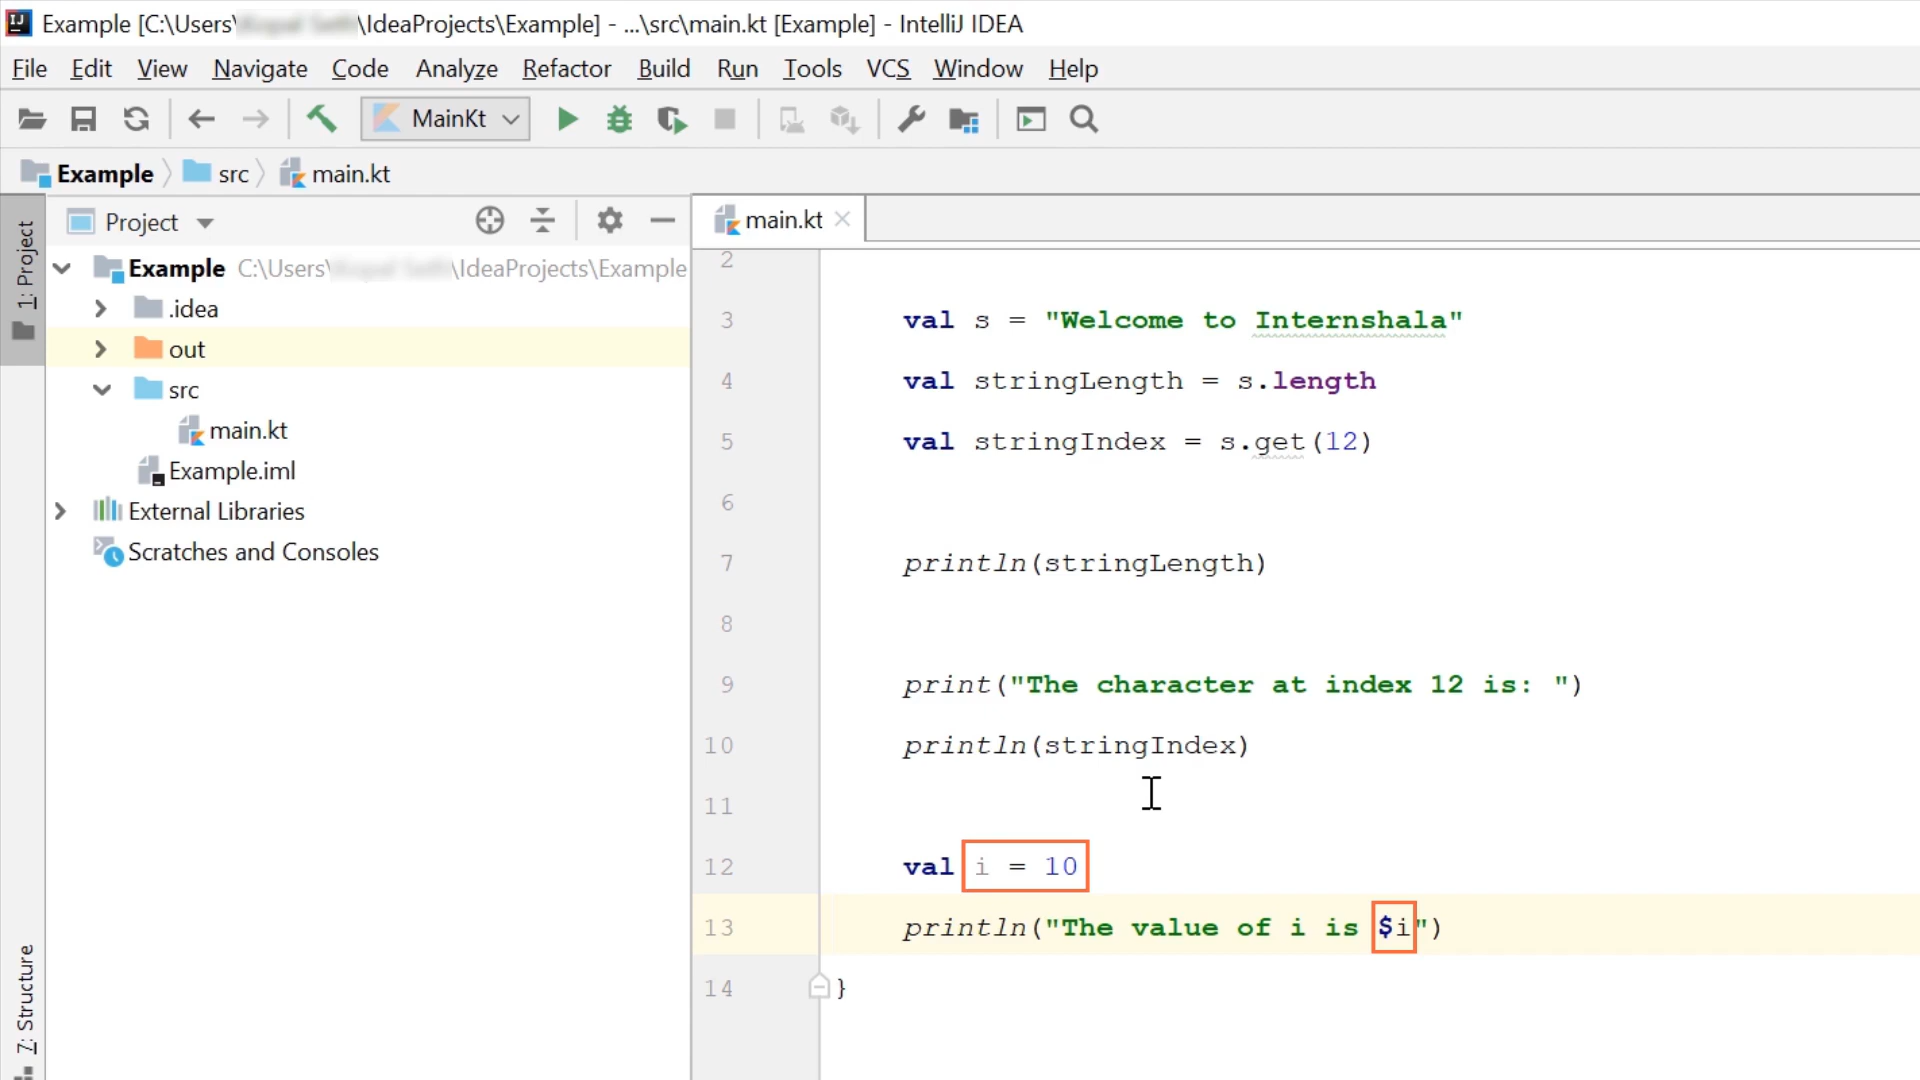 Example [C:\Users\ \IdeaProjects\Example] - ...\src\main.kt [Example] - IntelliJ IDEA
File Edit View Navigate Code Analyze Refactor Build Run Tools VCS Window Help
MainKt
Example src main.kt
1: Project
Project
Example C:\Users\ \IdeaProjects\Example
.idea
out
src
main.kt
Example.iml
External Libraries
Scratches and Consoles
7: Structure
main.kt
2
3 val s = "Welcome to Internshala"
4 val stringLength = s.length
5 val stringIndex = s.get(12)
6
7 println(stringLength)
8
9 print("The character at index 12 is: ")
10 println(stringIndex)
11
12 val i = 10
13 println("The value of i is $i")
14 }